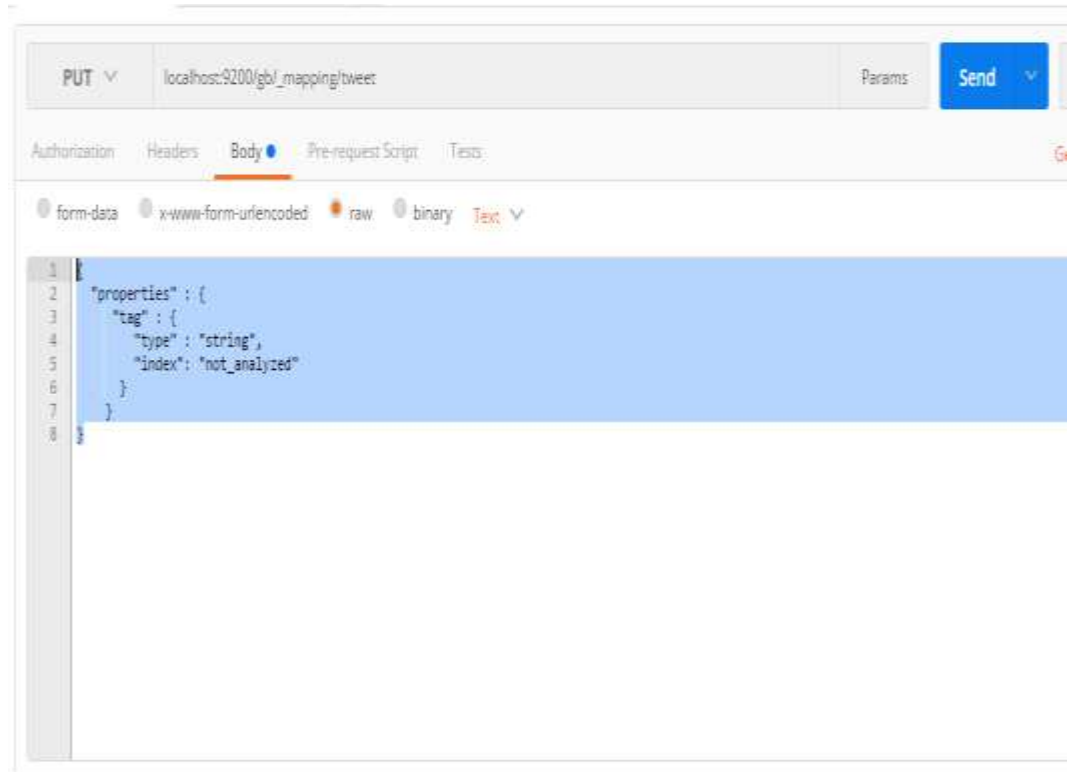 PUT localhost:9200/gb/_mapping/tweet Params Send
Authorization Headers Body Pre-request Script Tests
form-data x-www-form-urlencoded raw binary Text
1 {
2 "properties" : {
3 "tag" : {
4 "type" : "string",
5 "index": "not_analyzed"
6 }
7 }
8 }